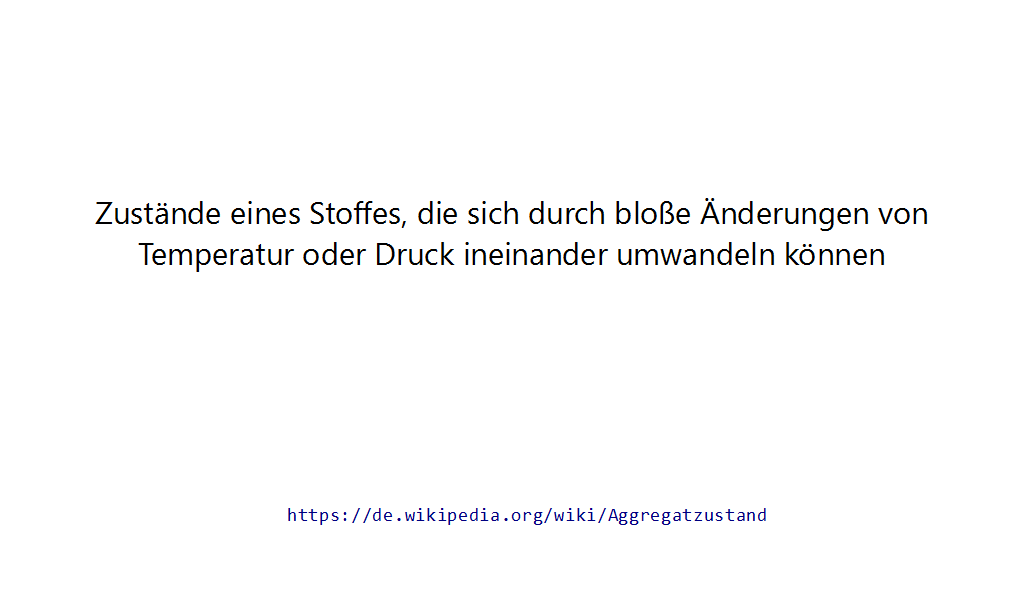 Zustände eines Stoffes, die sich durch bloße Änderungen von
Temperatur oder Druck ineinander umwandeln können
https://de.wikipedia.org/wiki/Aggregatzustand